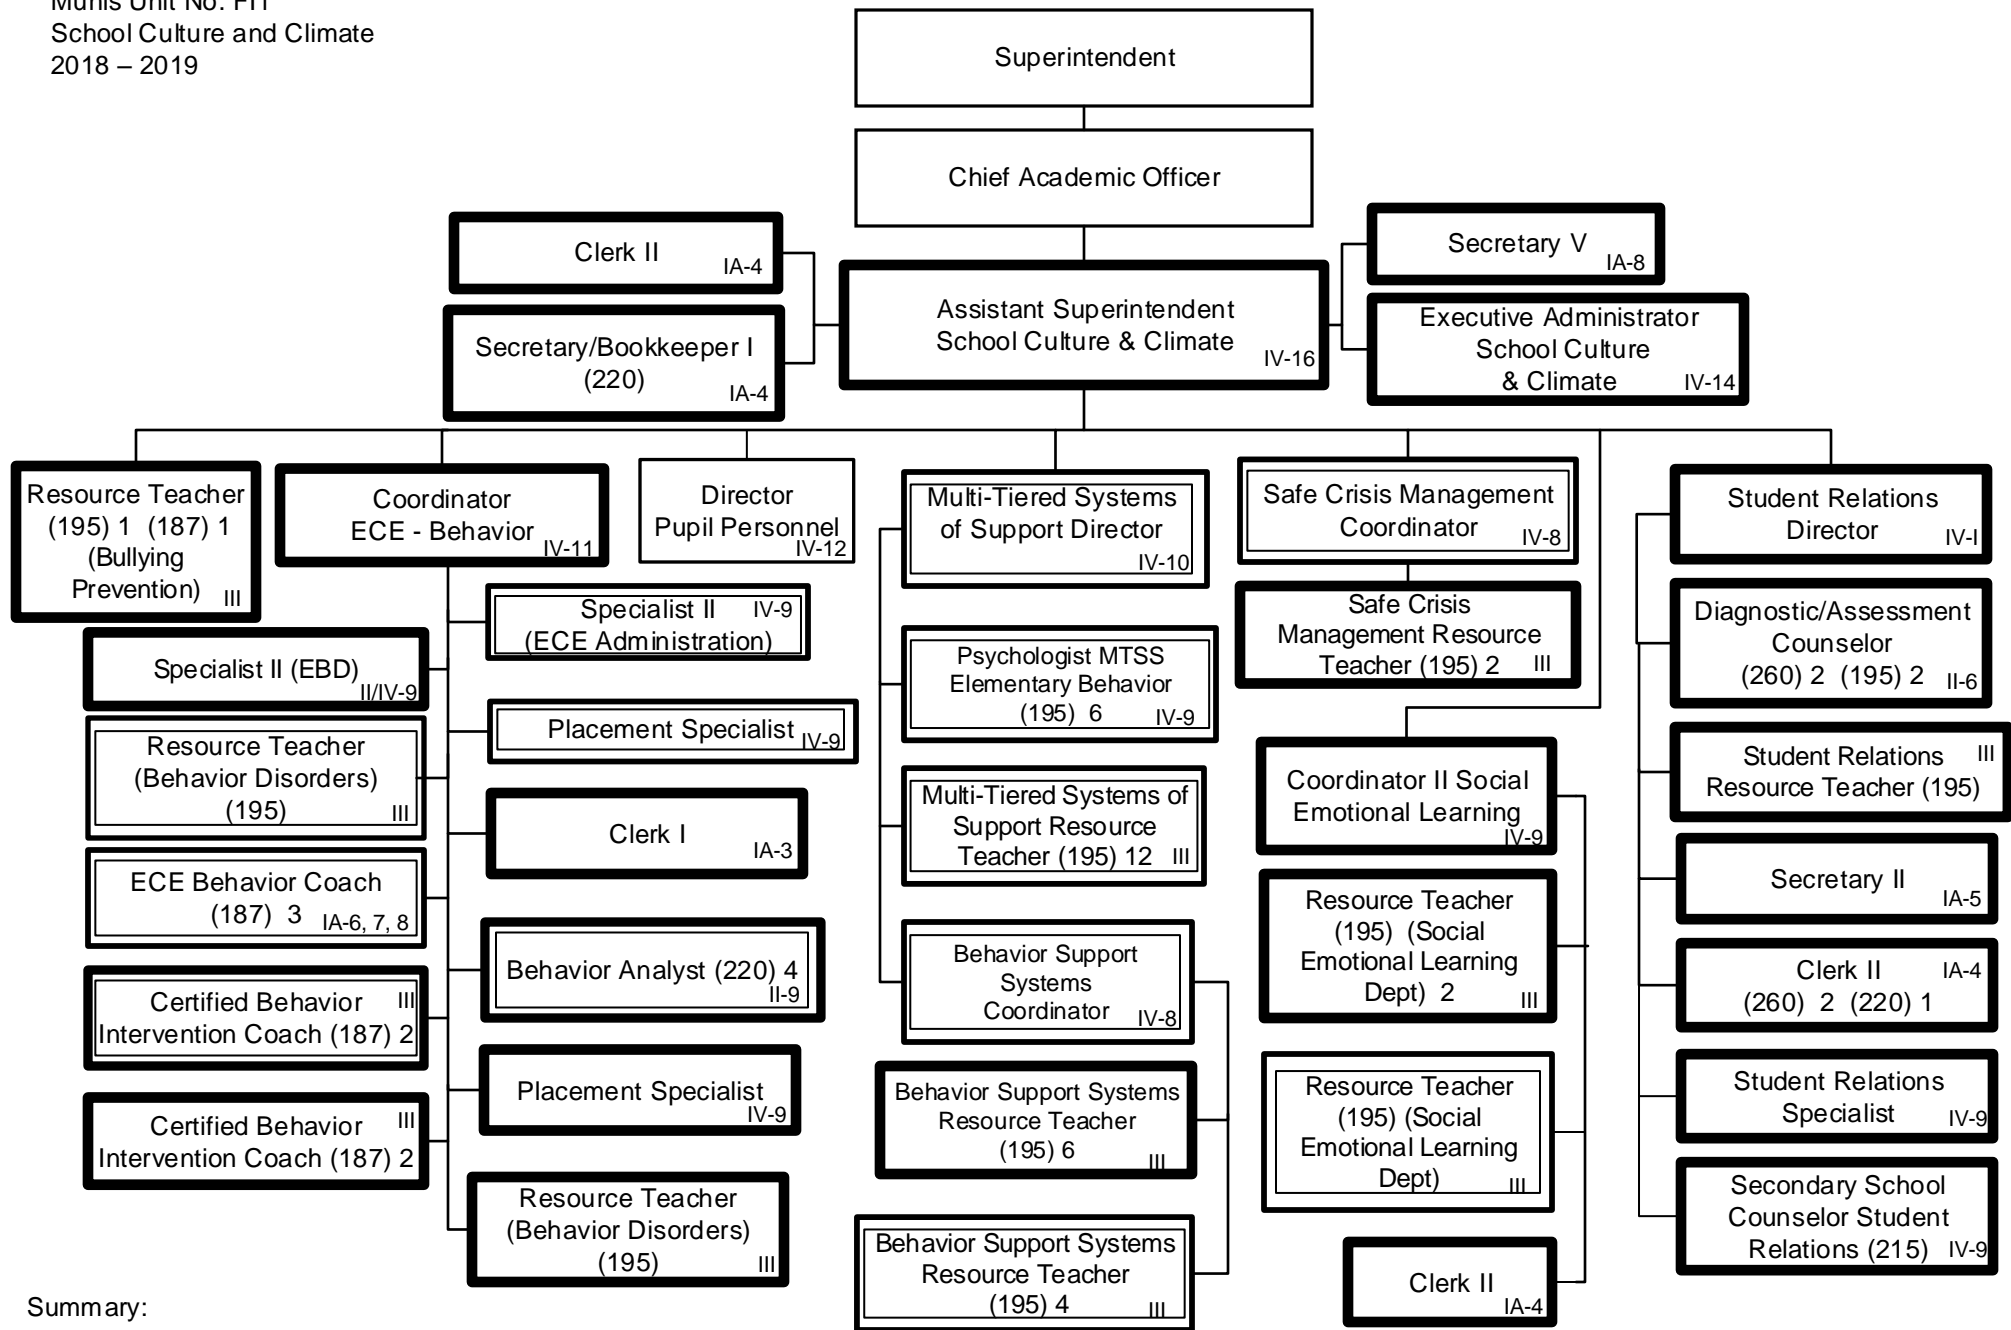 School Culture and Climate
2018 – 2019
Superintendent
Chief Academic Officer
Clerk II
IA-4
Secretary/Bookkeeper I
(220)
IA-4
Assistant Superintendent
School Culture & Climate
IV-16
Secretary V
IA-8
Executive Administrator
School Culture
& Climate
IV-14
Resource Teacher
(195) 1 (187) 1
(Bullying
Prevention)
III
Coordinator
ECE - Behavior
IV-11
Director
Pupil Personnel
IV-12
Multi-Tiered Systems
of Support Director
IV-10
Safe Crisis Management
Coordinator
IV-8
Student Relations
Director
IV-I
Specialist II (EBD)
II/IV-9
Resource Teacher
(Behavior Disorders)
(195)
III
ECE Behavior Coach
(187) 3
IA-6, 7, 8
Certified Behavior
III
Intervention Coach (187) 2
Certified Behavior
III
Intervention Coach (187) 2
Specialist II
IV-9
(ECE Administration)
Placement Specialist
IV-9
Clerk I
IA-3
Behavior Analyst (220) 4
II-9
Placement Specialist
IV-9
Resource Teacher
(Behavior Disorders)
(195)
III
Psychologist MTSS
Elementary Behavior
(195) 6
IV-9
Multi-Tiered Systems of
Support Resource
Teacher (195) 12
III
Behavior Support
Systems
Coordinator
IV-8
Behavior Support Systems
Resource Teacher
(195) 6
III
Behavior Support Systems
Resource Teacher
(195) 4
III
Safe Crisis
Management Resource
Teacher (195) 2
III
Coordinator II Social
Emotional Learning
IV-9
Resource Teacher
(195) (Social
Emotional Learning
Dept) 2
III
Resource Teacher
(195) (Social
Emotional Learning
Dept)
III
Clerk II
IA-4
Diagnostic/Assessment
Counselor
(260) 2 (195) 2
II-6
Student Relations
III
Resource Teacher (195)
Secretary II
IA-5
Clerk II
IA-4
(260) 2 (220) 1
Student Relations
Specialist
IV-9
Secondary School
Counselor Student
Relations (215)
IV-9
Summary: